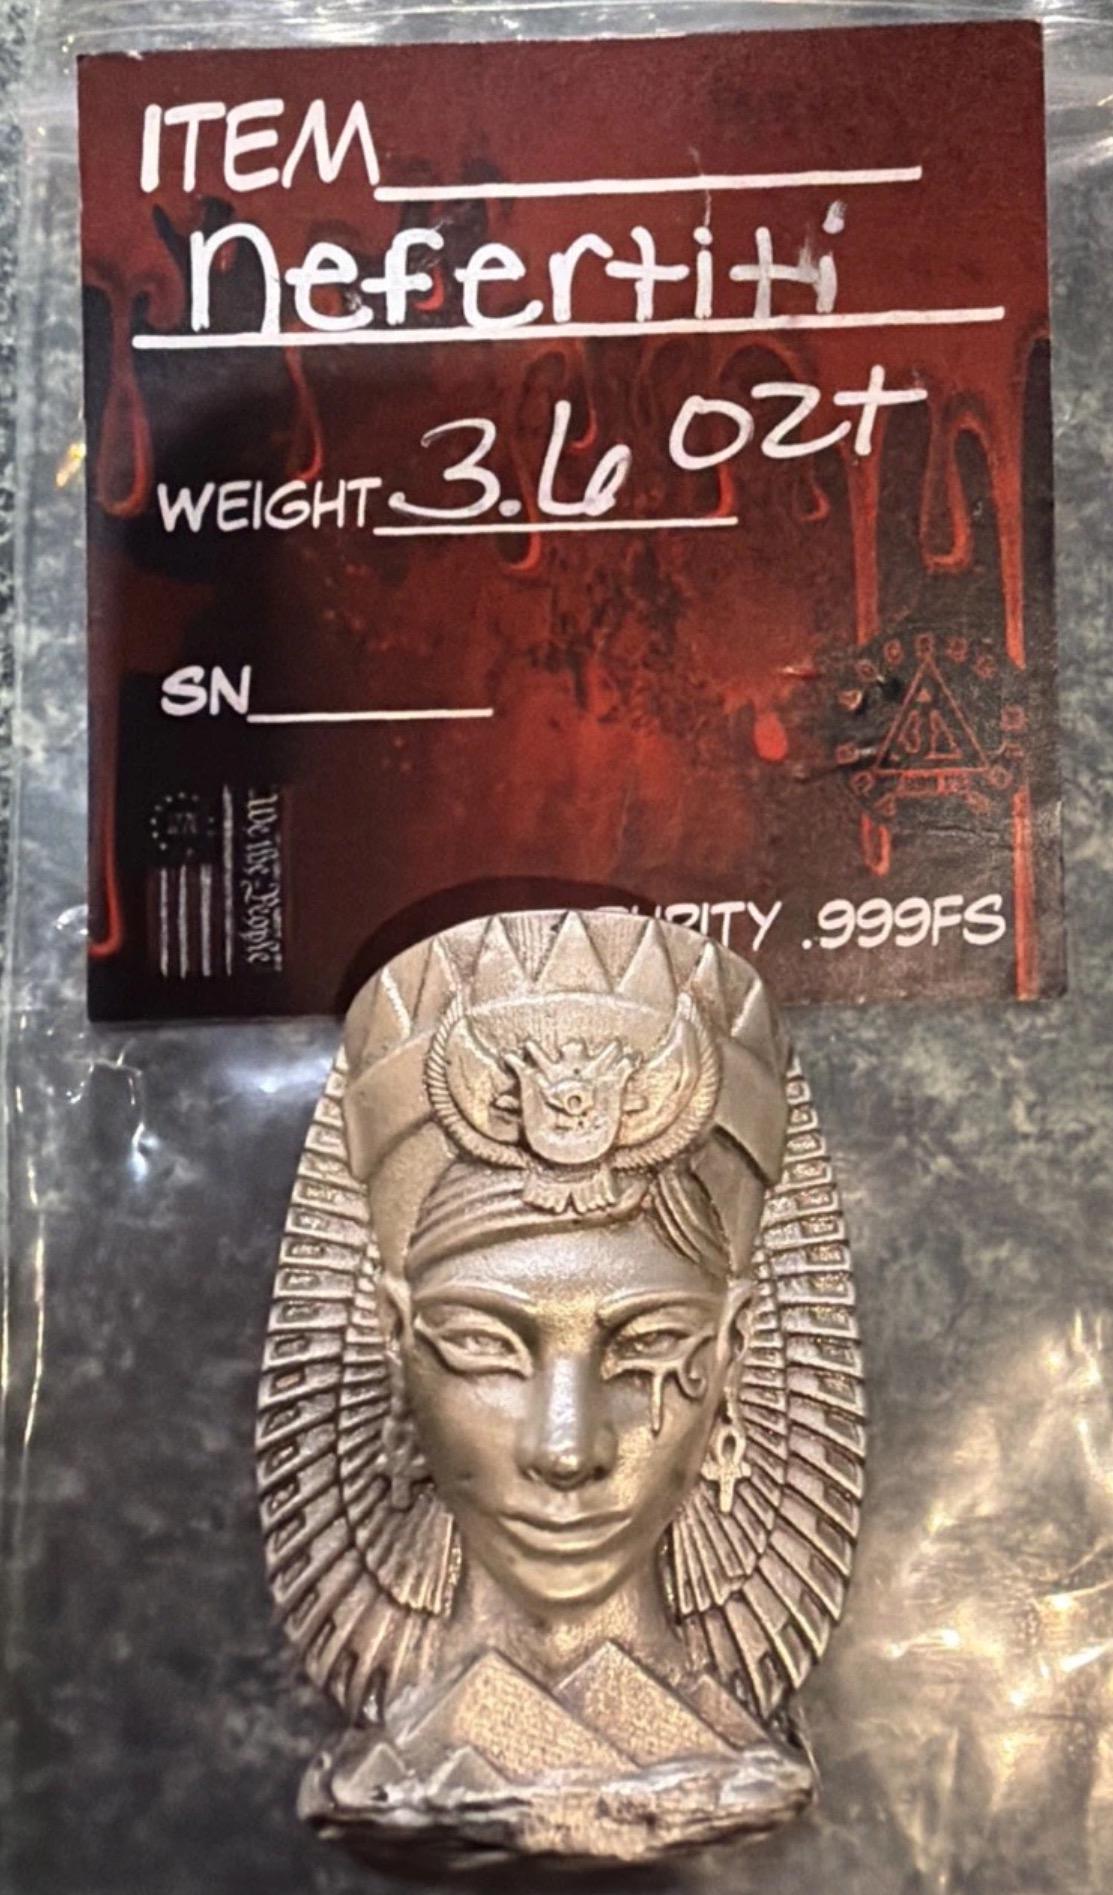 ITEM
Nefertiti
WEIGHT 3.6 ozt
SN
We the People
PURITY .999FS